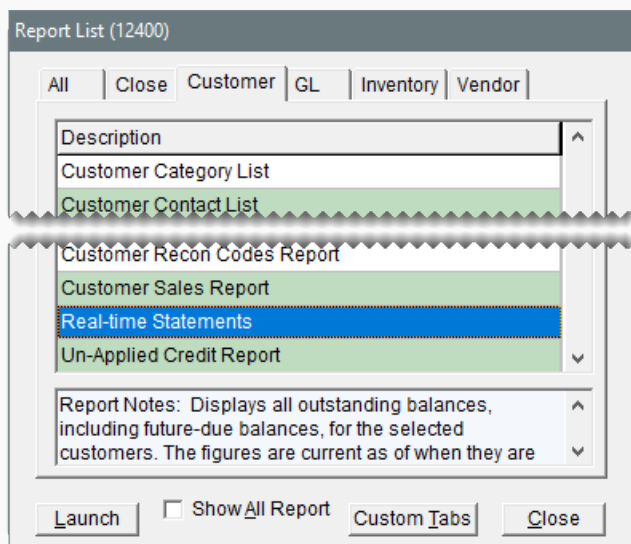 Report List (12400)
All Close Customer GL Inventory Vendor
Description
Customer Category List
Customer Contact List
Customer Recon Codes Report
Customer Sales Report
Real-time Statements
Un-Applied Credit Report
Report Notes: Displays all outstanding balances,
including future-due balances, for the selected
customers. The figures are current as of when they are
Launch Show All Report Custom Tabs Close